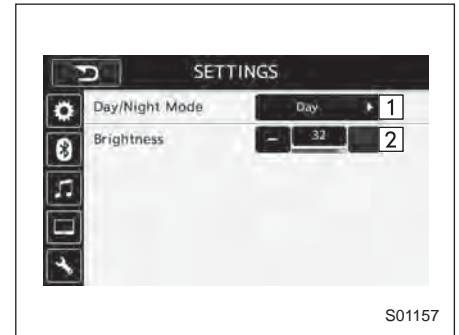 SETTINGS
Day/Night Mode Day 1
Brightness − 32 2
S01157